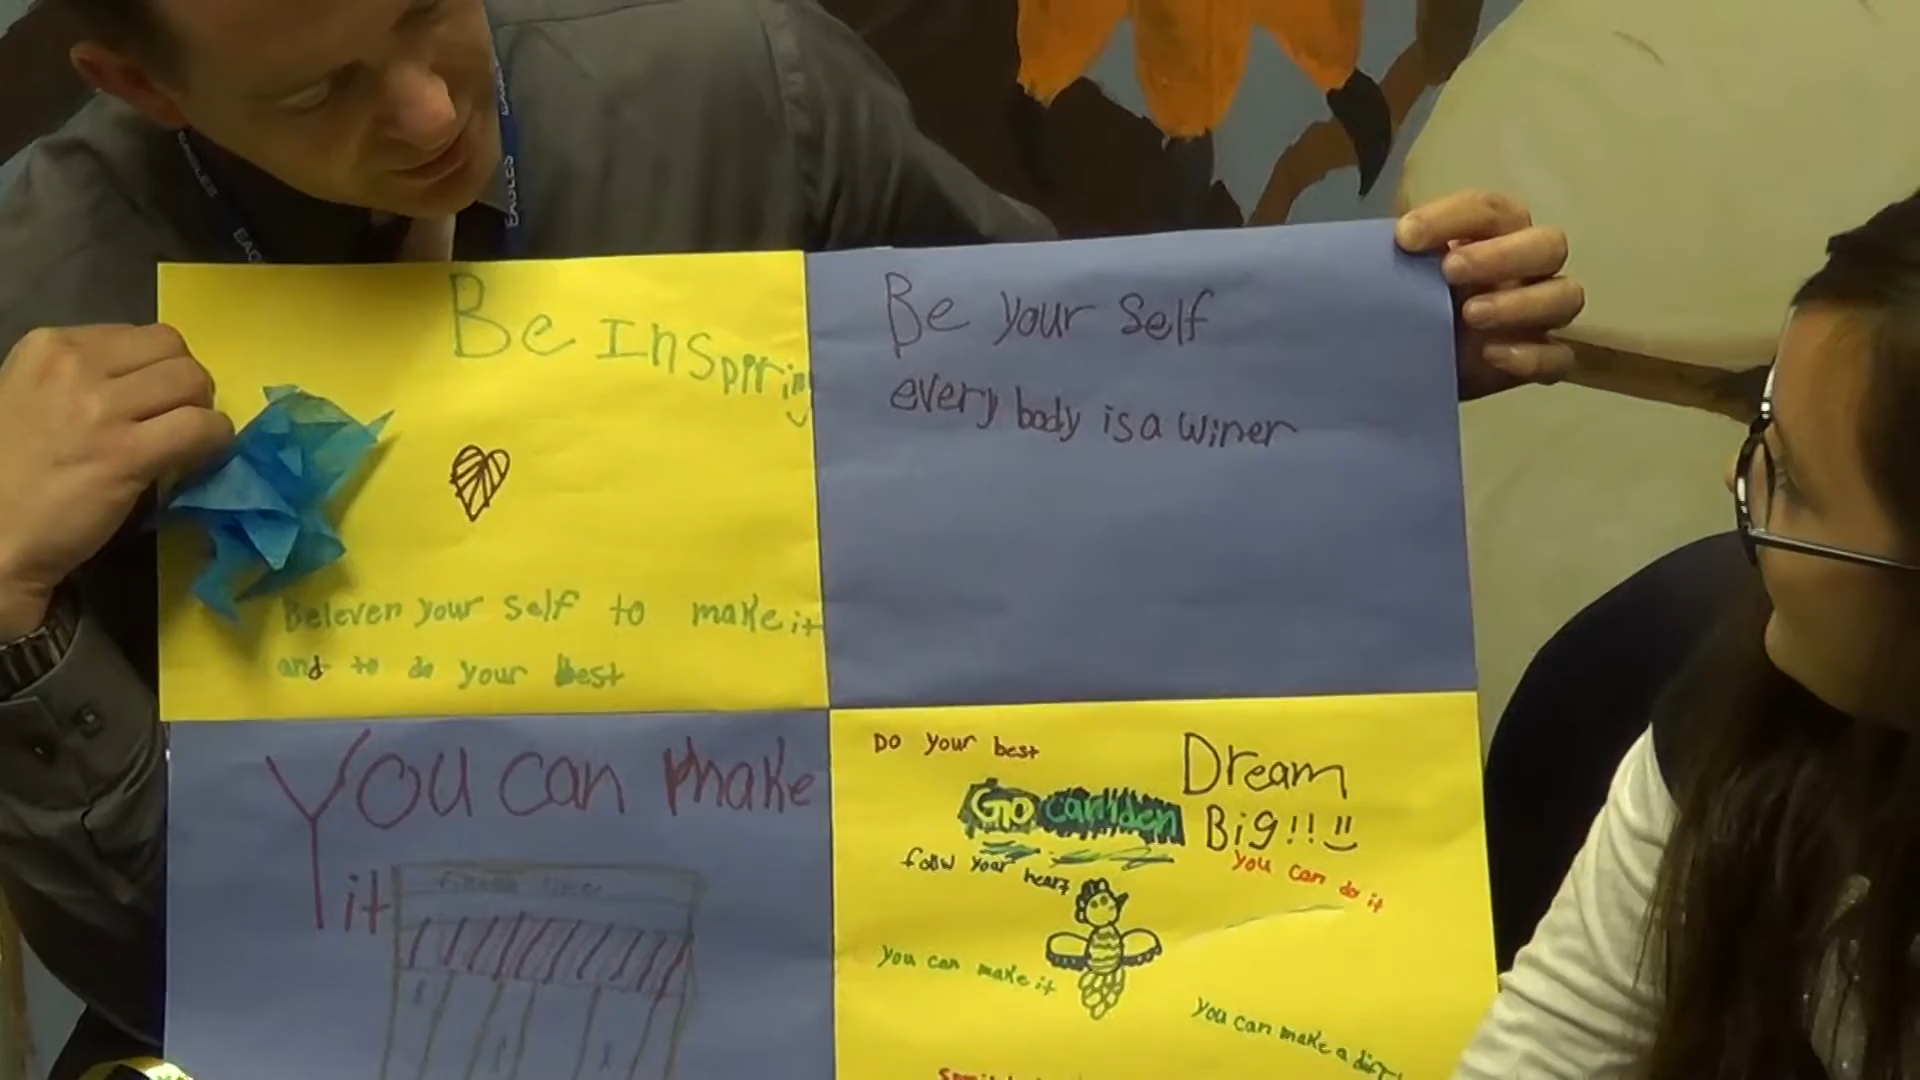 EAGLES
EAGLES
Be Inspiring
Be your self
every body is a winer
Beleven your self to make it
and to do your best
You can make
it
Do your best
Dream
Big!!
Go camden
follw your heart
you can do it
you can make it
you can make a